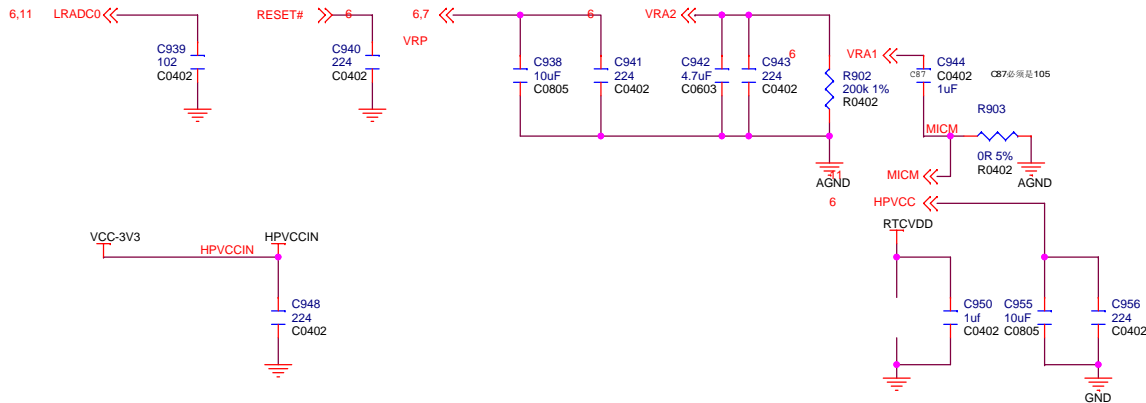 6,11 LRADC0
C939
102
C0402
RESET# 6
C940
224
C0402
6,7
VRP
6
C938
10uF
C0805
C941
224
C0402
VRA2
C942
4.7uF
C0603
C943
224
C0402
6
R902
200k 1%
R0402
AGND
11
6
VRA1
C87
C944
C0402
1uF
C87必须是105
MICM
R903
0R 5%
R0402
AGND
MICM
HPVCC
VCC-3V3
HPVCCIN
HPVCCIN
C948
224
C0402
RTCVDD
C950
1uf
C0402
C955
10uF
C0805
C956
224
C0402
GND